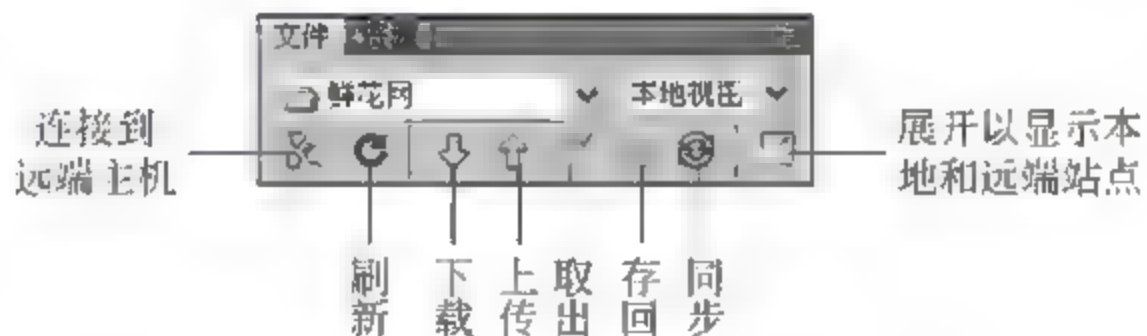 文件
鲜花网
本地视图
连接到
远端主机
展开以显示本
地和远端站点
刷新
下载
上传
取出
存回
同步